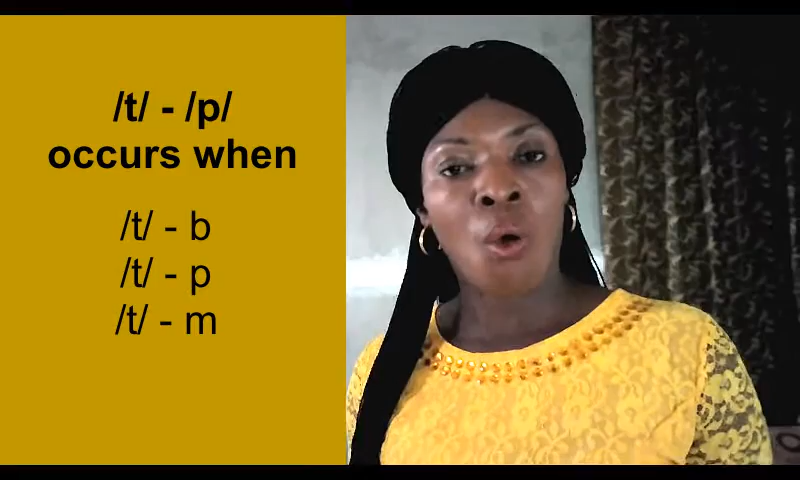 /t/ - /p/
occurs when
/t/ - b
/t/ - p
/t/ - m